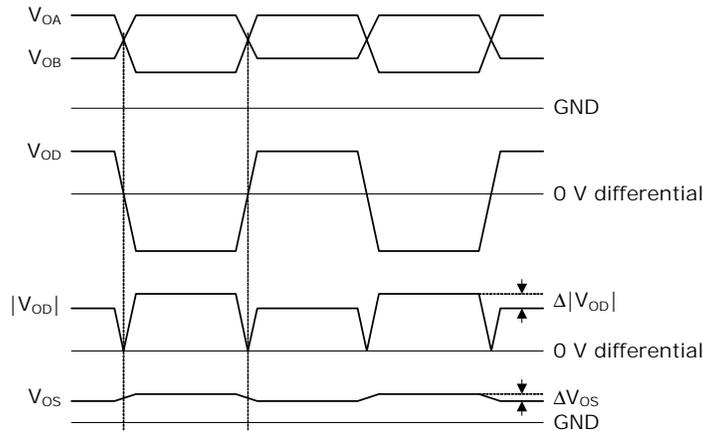 VOA
VOB
GND
VOD
0 V differential
|VOD|
Δ|VOD|
0 V differential
VOS
ΔVOS
GND